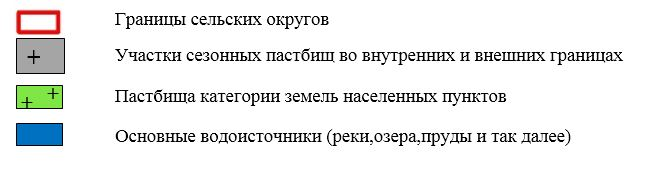 Границы сельских округов
Участки сезонных пастбищ во внутренних и внешних границах
Пастбища категории земель населенных пунктов
Основные водоисточники (реки,озера,пруды и так далее)